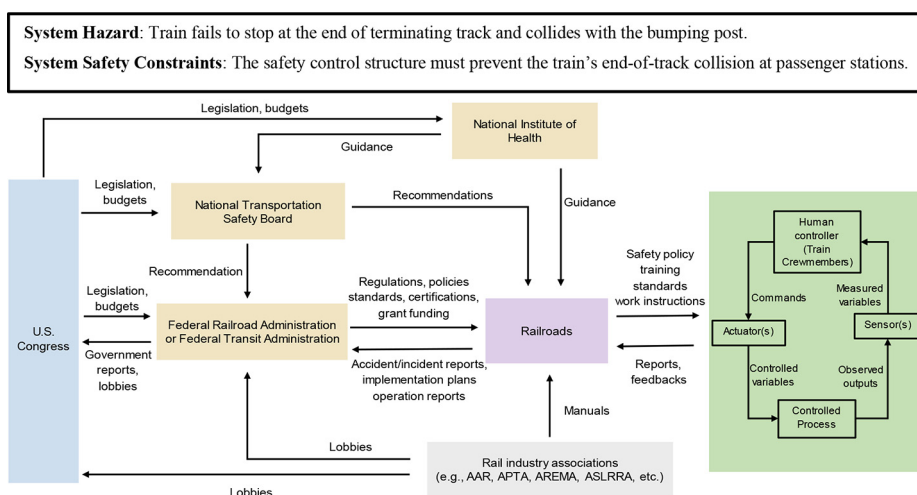 System Hazard: Train fails to stop at the end of terminating track and collides with the bumping post.
System Safety Constraints: The safety control structure must prevent the train's end-of-track collision at passenger stations.
Legislation, budgets
National Institute of
Health
Guidance
Legislation,
budgets
National Transportation
Safety Board
Recommendations
Guidance
Human
controller
(Train
Crewmembers)
Recommendation
Regulations, policies
standards, certifications,
grant funding
Safety policy
training
standards
work instructions
Commands
Measured
variables
Legislation,
budgets
U.S.
Congress
Federal Railroad Administration
or Federal Transit Administration
Railroads
Actuator(s)
Sensor(s)
Government
reports,
lobbies
Accident/incident reports,
implementation plans
operation reports
Reports,
feedbacks
Controlled
variables
Observed
outputs
Manuals
Controlled
Process
Lobbies
Rail industry associations
(e.g., AAR, APTA, AREMA, ASLRRA, etc.)
Lobbies